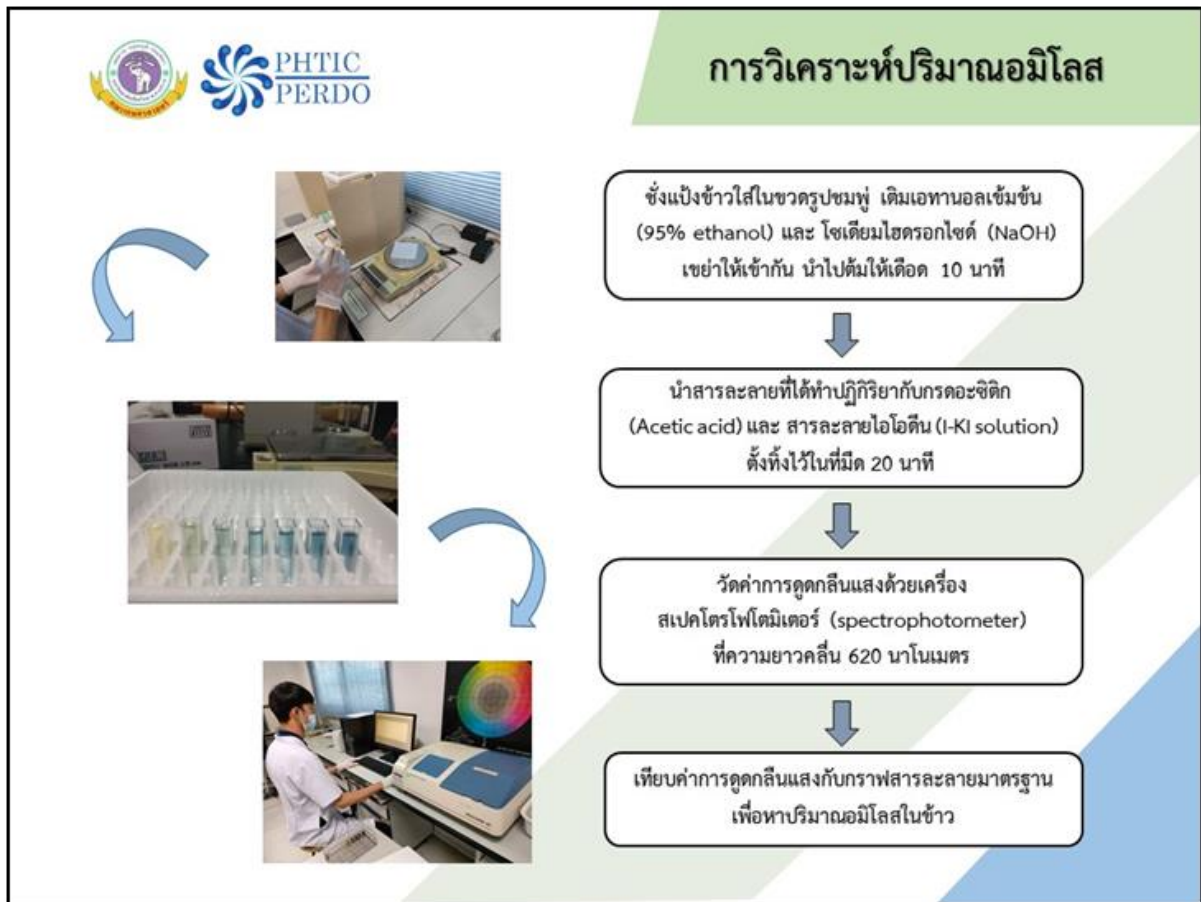 PHTIC
PERDO
การวิเคราะห์ปริมาณอมิโลส
ชั่งแป้งข้าวใส่ในขวดรูปชมพู่ เติมเอทานอลเข้มข้น
(95% ethanol) และ โซเดียมไฮดรอกไซด์ (NaOH)
เขย่าให้เข้ากัน นำไปต้มให้เดือด 10 นาที
นำสารละลายที่ได้ทำปฏิกิริยากับกรดอะซิติก
(Acetic acid) และ สารละลายไอโอดีน (I-KI solution)
ตั้งทิ้งไว้ในที่มืด 20 นาที
วัดค่าการดูดกลืนแสงด้วยเครื่อง
สเปคโตรโฟโตมิเตอร์ (spectrophotometer)
ที่ความยาวคลื่น 620 นาโนเมตร
เทียบค่าการดูดกลืนแสงกับกราฟสารละลายมาตรฐาน
เพื่อหาปริมาณอมิโลสในข้าว